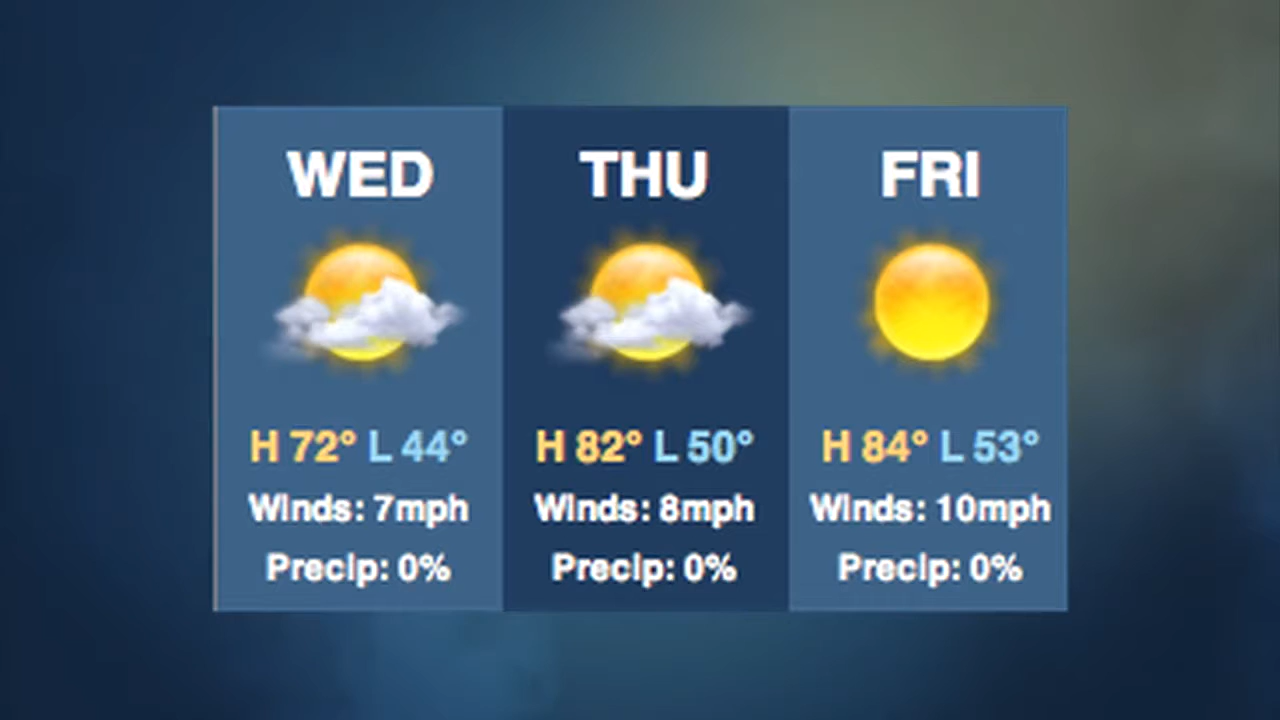 WED
H 72° L 44°
Winds: 7mph
Precip: 0%
THU
H 82° L 50°
Winds: 8mph
Precip: 0%
FRI
H 84° L 53°
Winds: 10mph
Precip: 0%